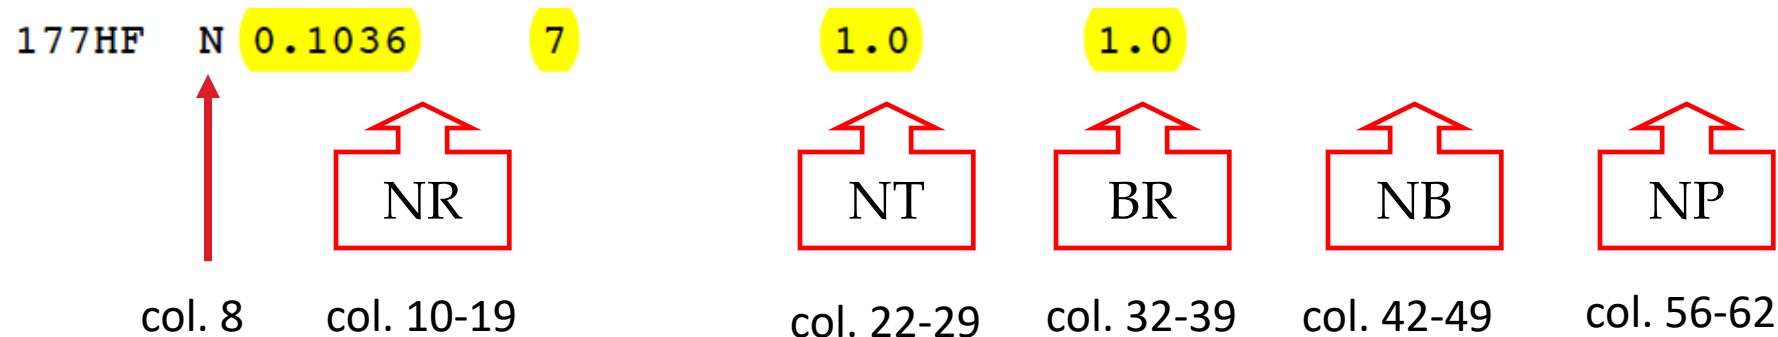 177HF N 0.1036 7 1.0 1.0
NR NT BR NB NP
col. 8 col. 10-19 col. 22-29 col. 32-39 col. 42-49 col. 56-62